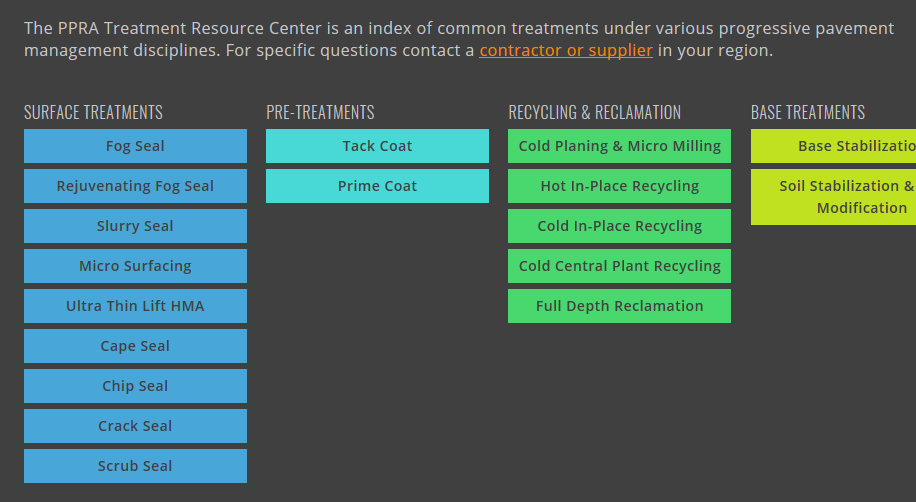 The PPRA Treatment Resource Center is an index of common treatments under various progressive pavement
management disciplines. For specific questions contact a contractor or supplier in your region.
SURFACE TREATMENTS
Fog Seal
Rejuvenating Fog Seal
Slurry Seal
Micro Surfacing
Ultra Thin Lift HMA
Cape Seal
Chip Seal
Crack Seal
Scrub Seal
PRE-TREATMENTS
Tack Coat
Prime Coat
RECYCLING & RECLAMATION
Cold Planing & Micro Milling
Hot In-Place Recycling
Cold In-Place Recycling
Cold Central Plant Recycling
Full Depth Reclamation
BASE TREATMENTS
Base Stabilizatio
Soil Stabilization &
Modification